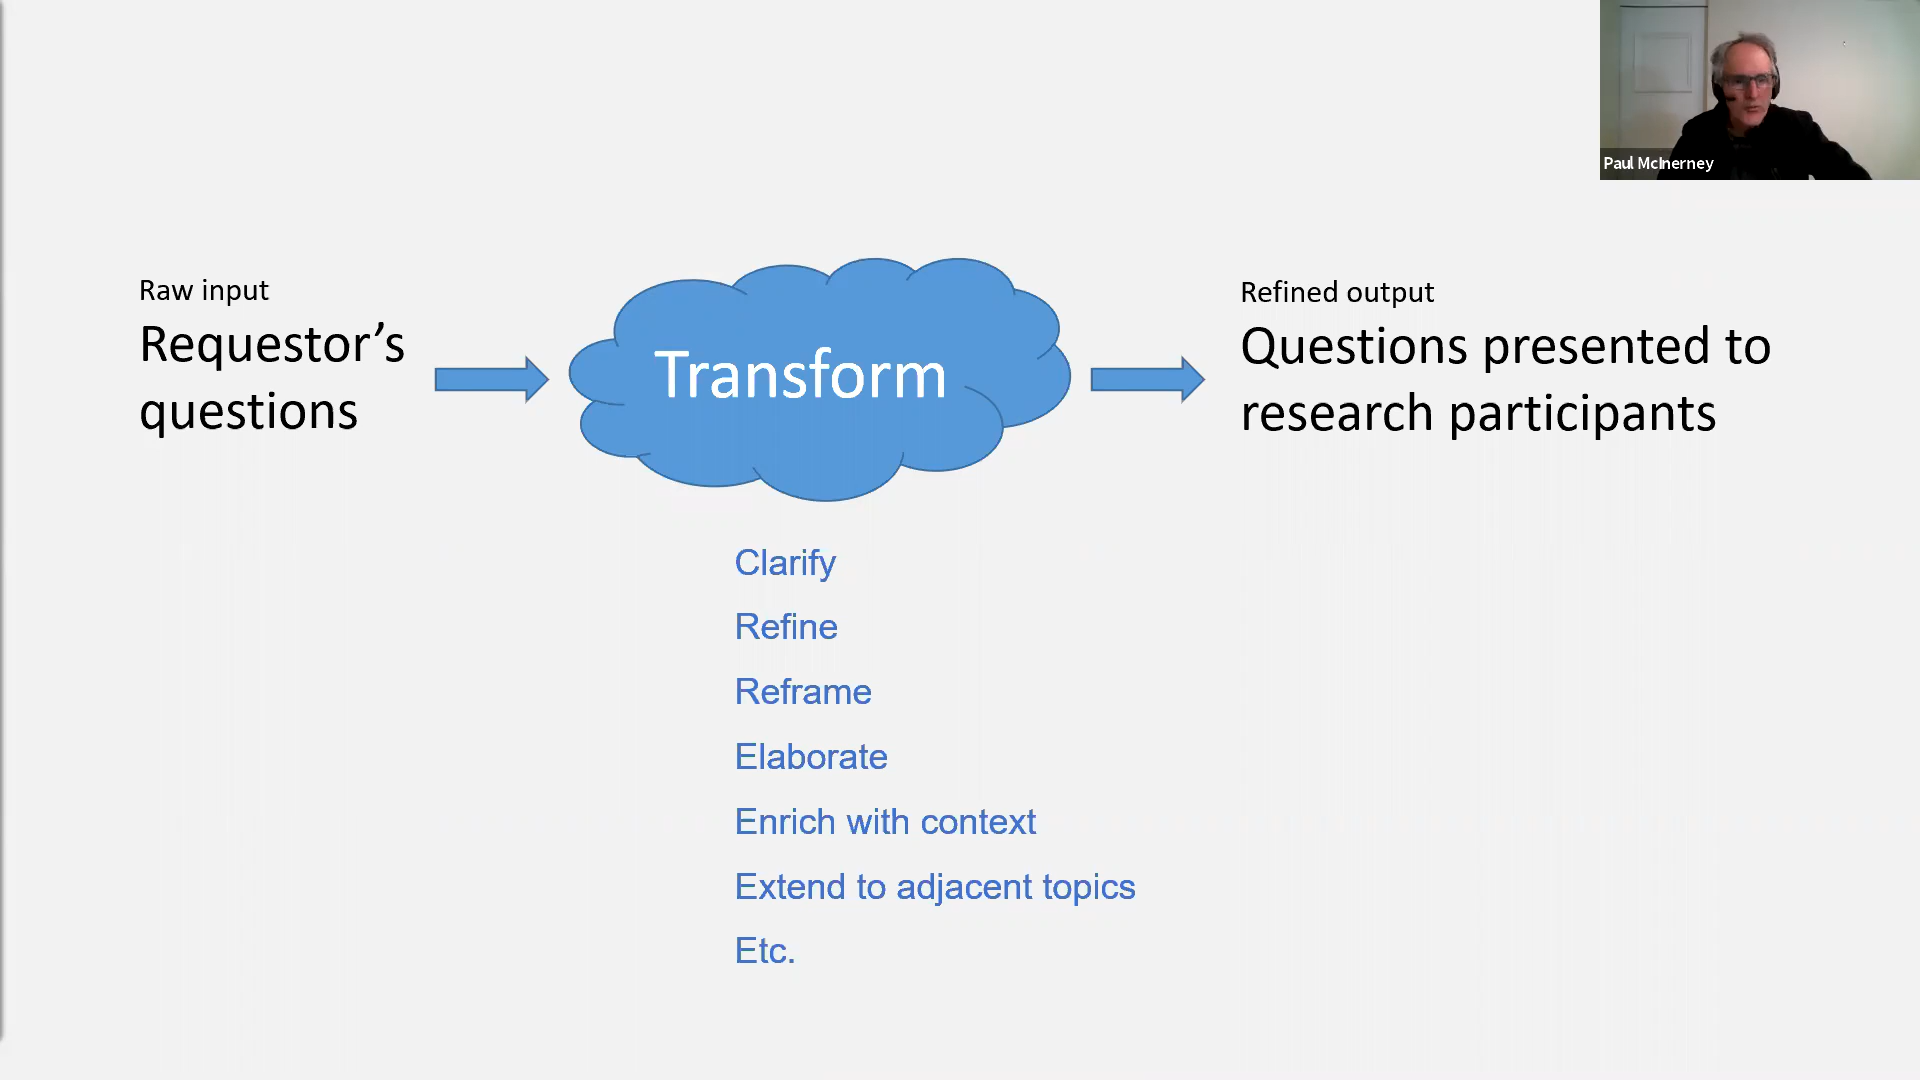 Paul McInerney
Raw input
Requestor’s
questions
Transform
Refined output
Questions presented to
research participants
Clarify
Refine
Reframe
Elaborate
Enrich with context
Extend to adjacent topics
Etc.